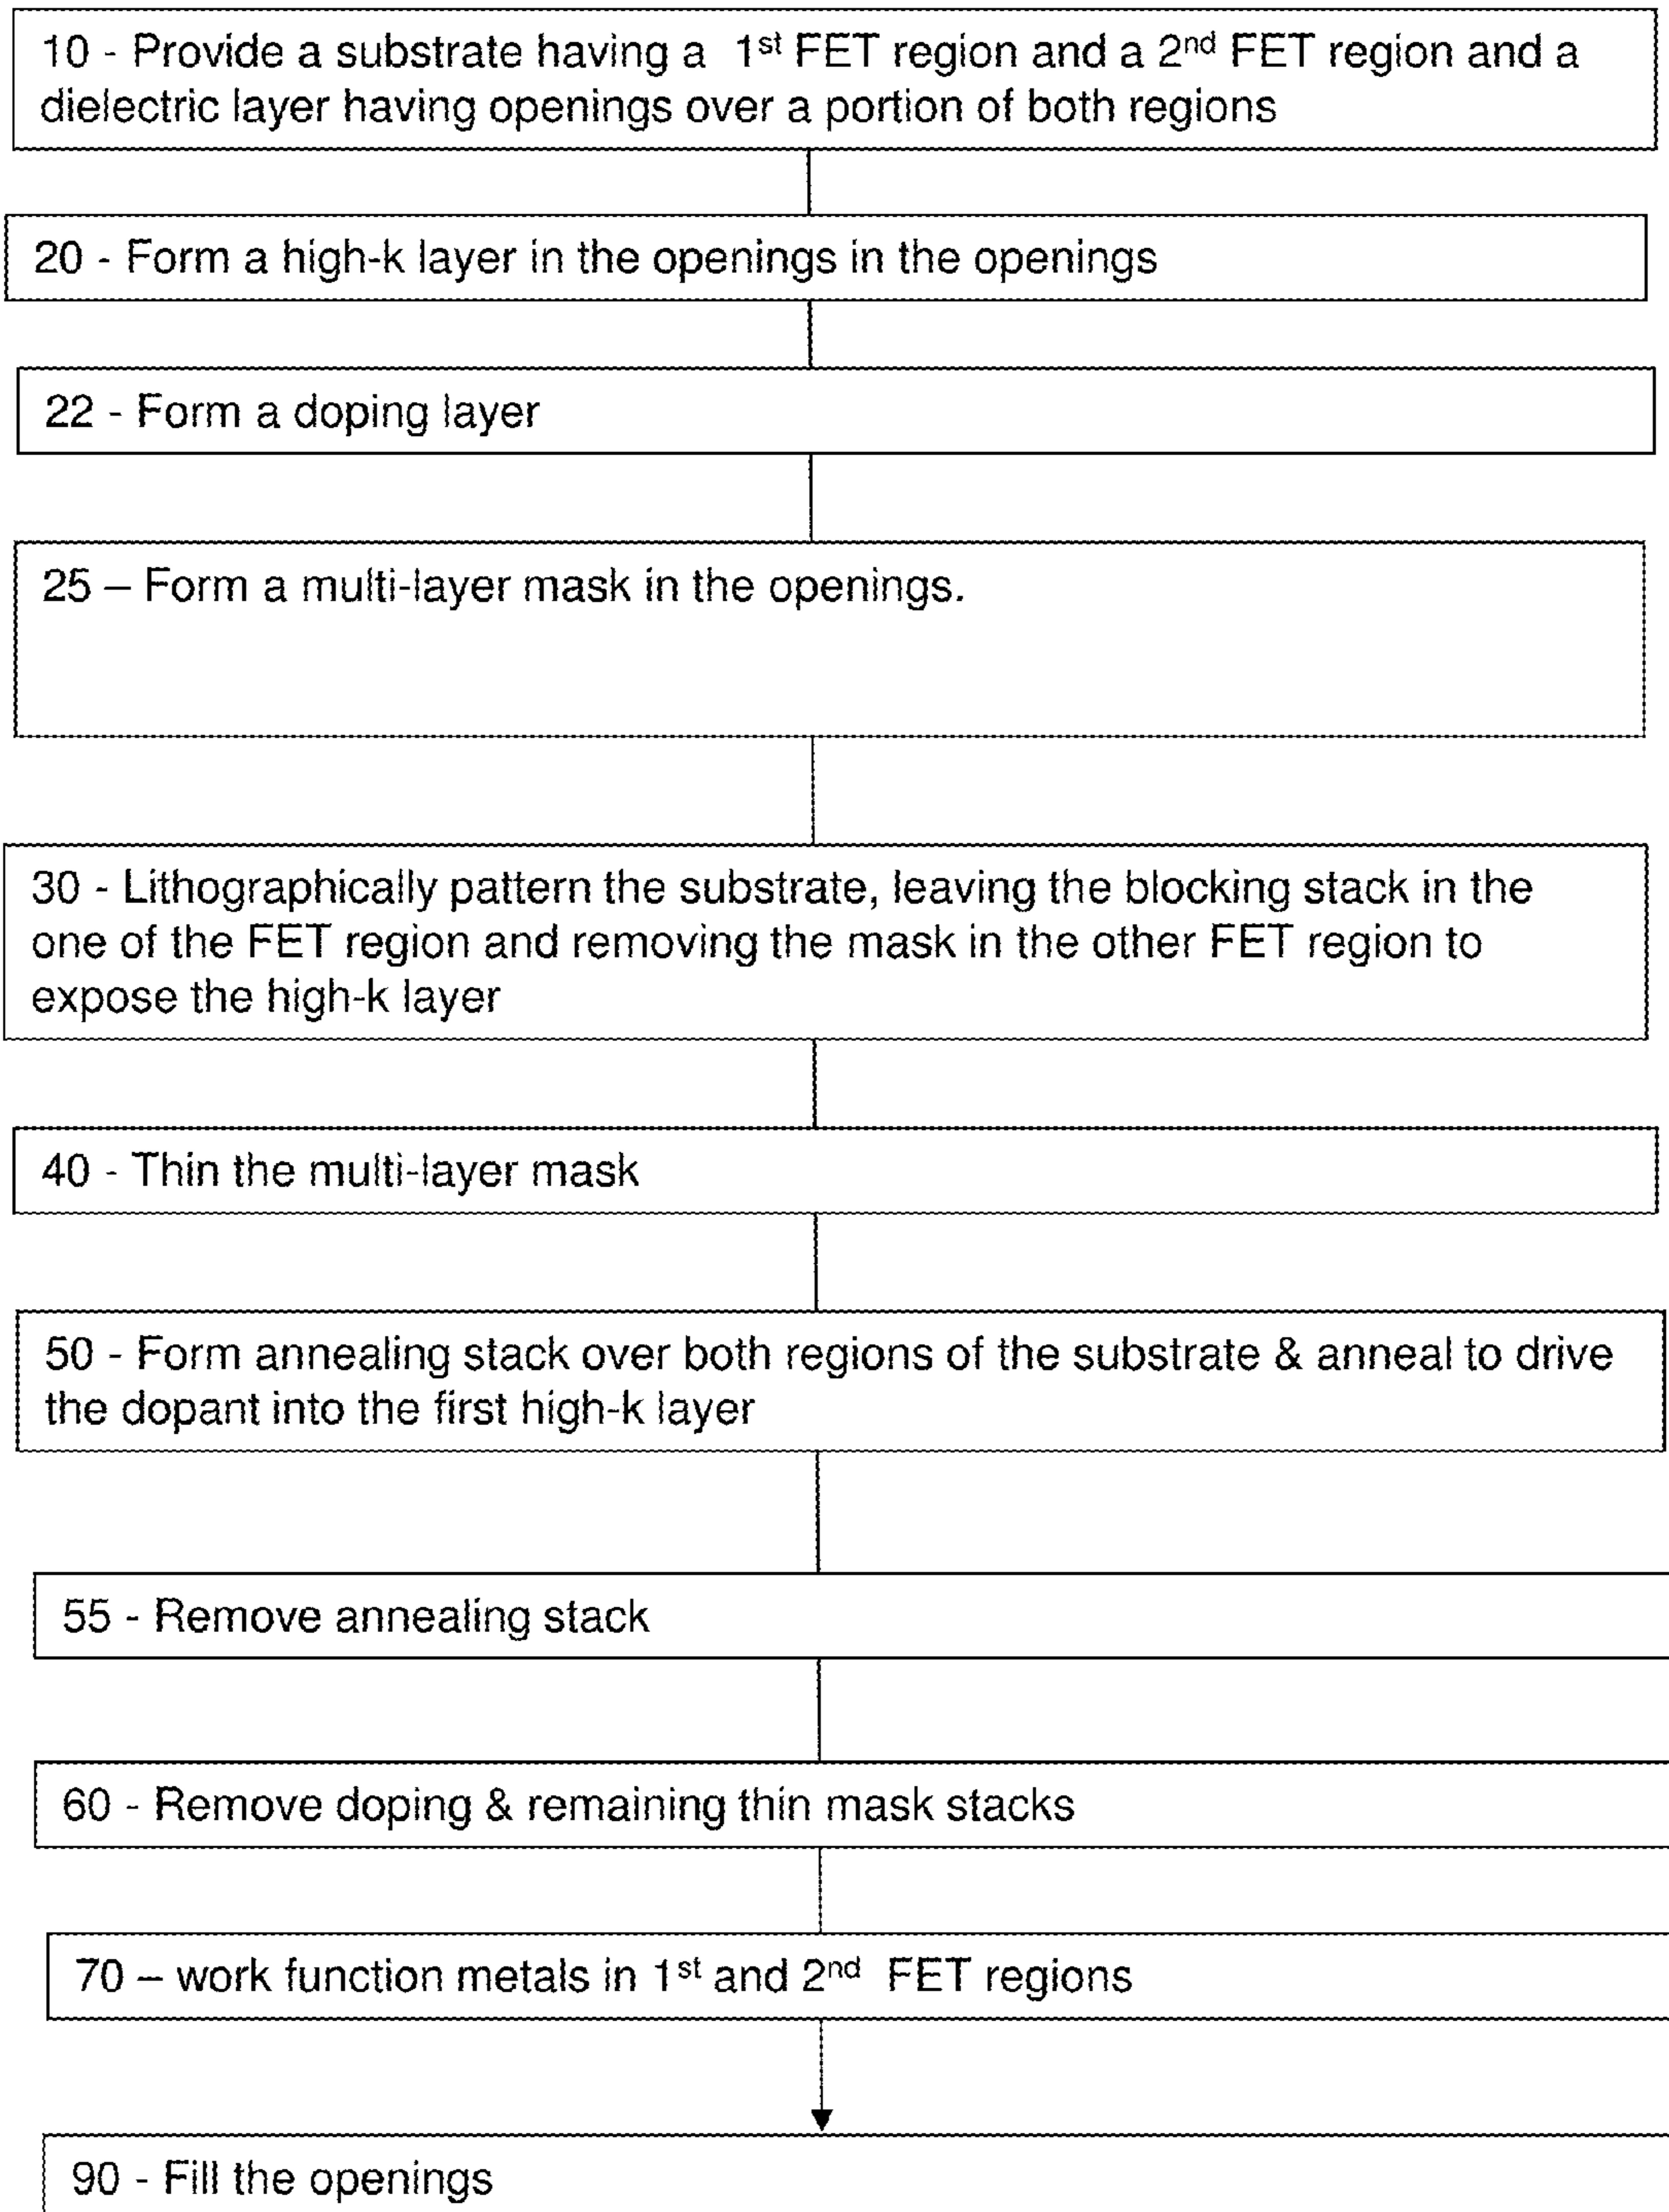 10 - Provide a substrate having a 1st FET region and a 2nd FET region and a
dielectric layer having openings over a portion of both regions
20 - Form a high-k layer in the openings in the openings
22 - Form a doping layer
25 – Form a multi-layer mask in the openings.
30 - Lithographically pattern the substrate, leaving the blocking stack in the
one of the FET region and removing the mask in the other FET region to
expose the high-k layer
40 - Thin the multi-layer mask
50 - Form annealing stack over both regions of the substrate & anneal to drive
the dopant into the first high-k layer
55 - Remove annealing stack
60 - Remove doping & remaining thin mask stacks
70 – work function metals in 1st and 2nd FET regions
90 - Fill the openings